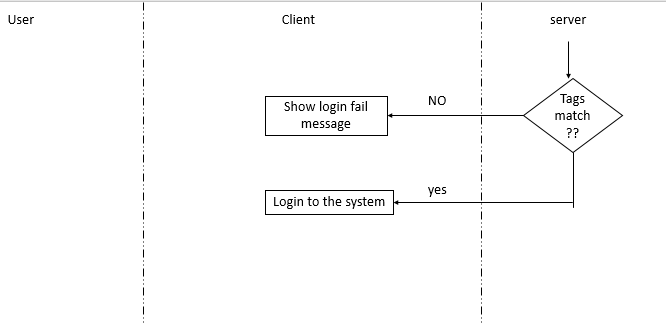 User
Client
server
Tags
match
??
NO
Show login fail
message
yes
Login to the system